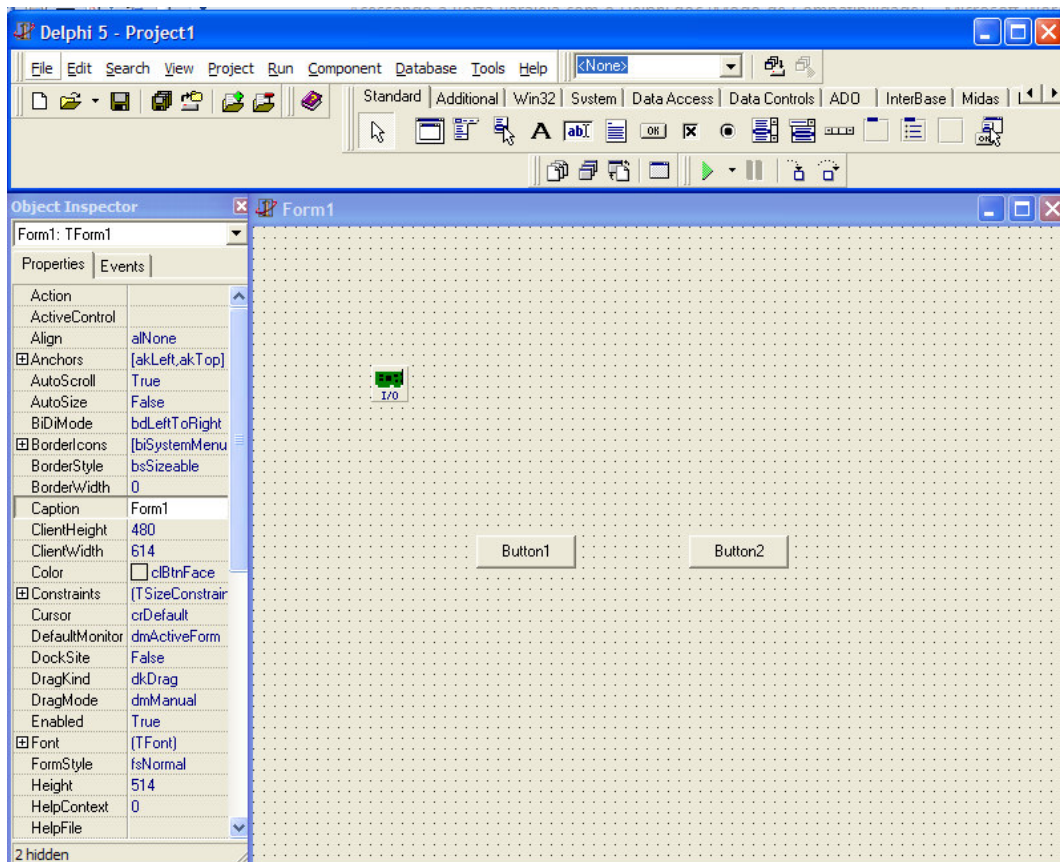 Delphi 5 - Project1
File Edit Search View Project Run Component Database Tools Help <None>
Standard Additional Win32 System Data Access Data Controls ADO InterBase Midas
A ab OK
Object Inspector
Form1: TForm1
Properties Events
Action
ActiveControl
Align alNone
Anchors [akLeft,akTop]
AutoScroll True
AutoSize False
BiDiMode bdLeftToRight
BorderIcons [biSystemMenu
BorderStyle bsSizeable
BorderWidth 0
Caption Form1
ClientHeight 480
ClientWidth 614
Color clBtnFace
Constraints (TSizeConstrair
Cursor crDefault
DefaultMonitor dmActiveForm
DockSite False
DragKind dkDrag
DragMode dmManual
Enabled True
Font (TFont)
FormStyle fsNormal
Height 514
HelpContext 0
HelpFile
2 hidden
Form1
I/O
Button1 Button2